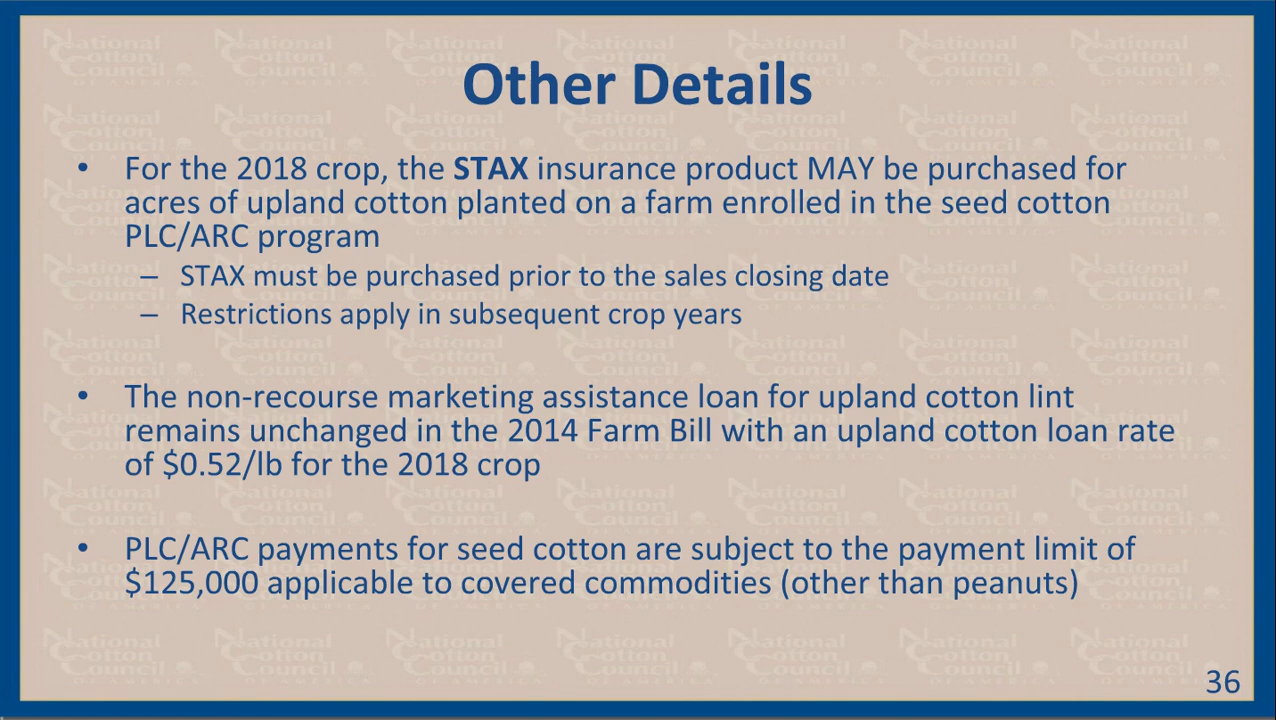 Other Details
• For the 2018 crop, the STAX insurance product MAY be purchased for
acres of upland cotton planted on a farm enrolled in the seed cotton
PLC/ARC program
– STAX must be purchased prior to the sales closing date
– Restrictions apply in subsequent crop years
• The non-recourse marketing assistance loan for upland cotton lint
remains unchanged in the 2014 Farm Bill with an upland cotton loan rate
of $0.52/lb for the 2018 crop
• PLC/ARC payments for seed cotton are subject to the payment limit of
$125,000 applicable to covered commodities (other than peanuts)
36